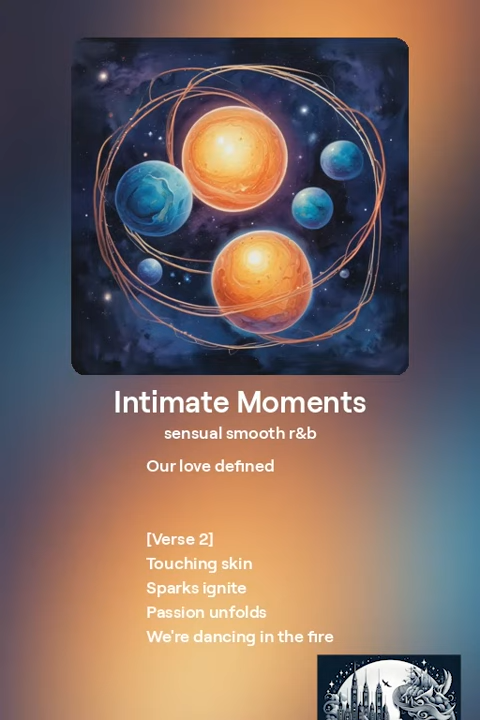 Intimate Moments
sensual smooth r&b
Our love defined
[Verse 2]
Touching skin
Sparks ignite
Passion unfolds
We're dancing in the fire